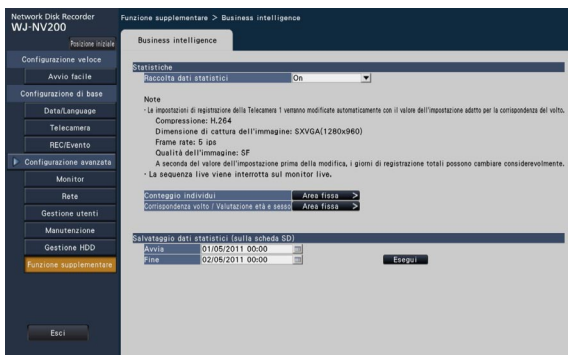 Network Disk Recorder
WJ-NV200
Posizione iniziale
Configurazione veloce
Avvio facile
Configurazione di base
Data/Language
Telecamera
REC/Evento
Configurazione avanzata
Monitor
Rete
Gestione utenti
Manutenzione
Gestione HDD
Funzione supplementare
Esci
Funzione supplementare > Business intelligence
Business intelligence
Statistiche
Raccolta dati statistici On
Note
· Le impostazioni di registrazione della Telecamera 1 verranno modificate automaticamente con il valore dell'impostazione adatto per la corrispondenza del volto.
Compressione: H.264
Dimensione di cattura dell'immagine: SXVGA(1280x960)
Frame rate: 5 ips
Qualità dell'immagine: SF
A seconda del valore dell'impostazione prima della modifica, i giorni di registrazione totali possono cambiare considerevolmente.
· La sequenza live viene interrotta sul monitor live.
Conteggio individui Area fissa >
Corrispondenza volto / Valutazione età e sesso Area fissa >
Salvataggio dati statistici (sulla scheda SD)
Avvia 01/05/2011 00:00
Fine 02/05/2011 00:00 Esegui